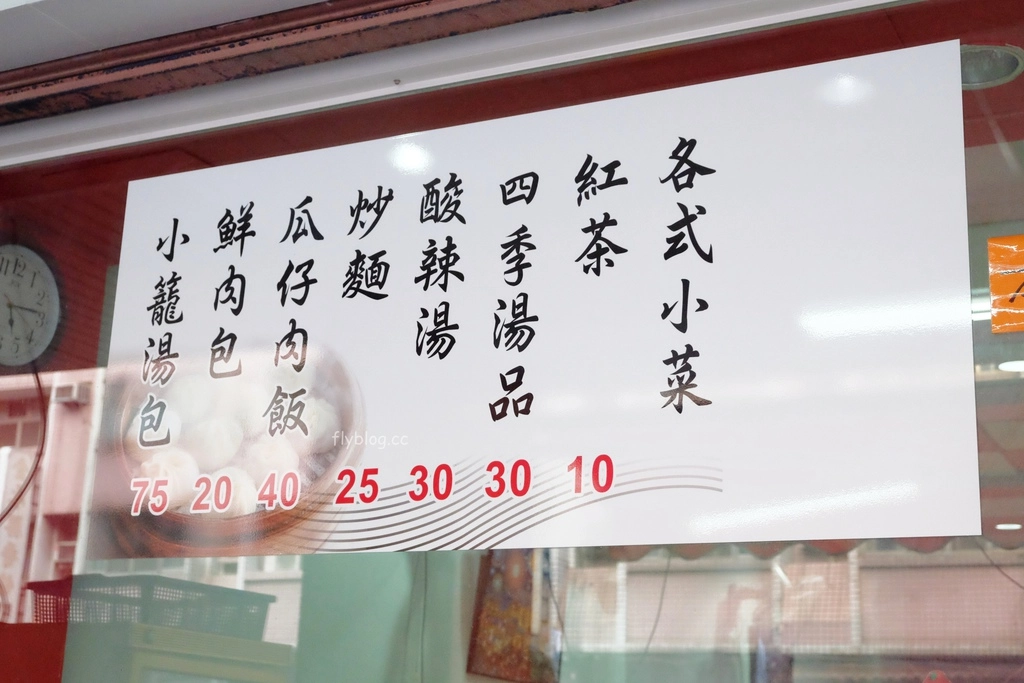 小籠湯包 75
鮮肉包 20
瓜仔肉飯 40
炒麵 25
酸辣湯 30
四季湯品 30
紅茶 10
各式小菜
flyblog.cc